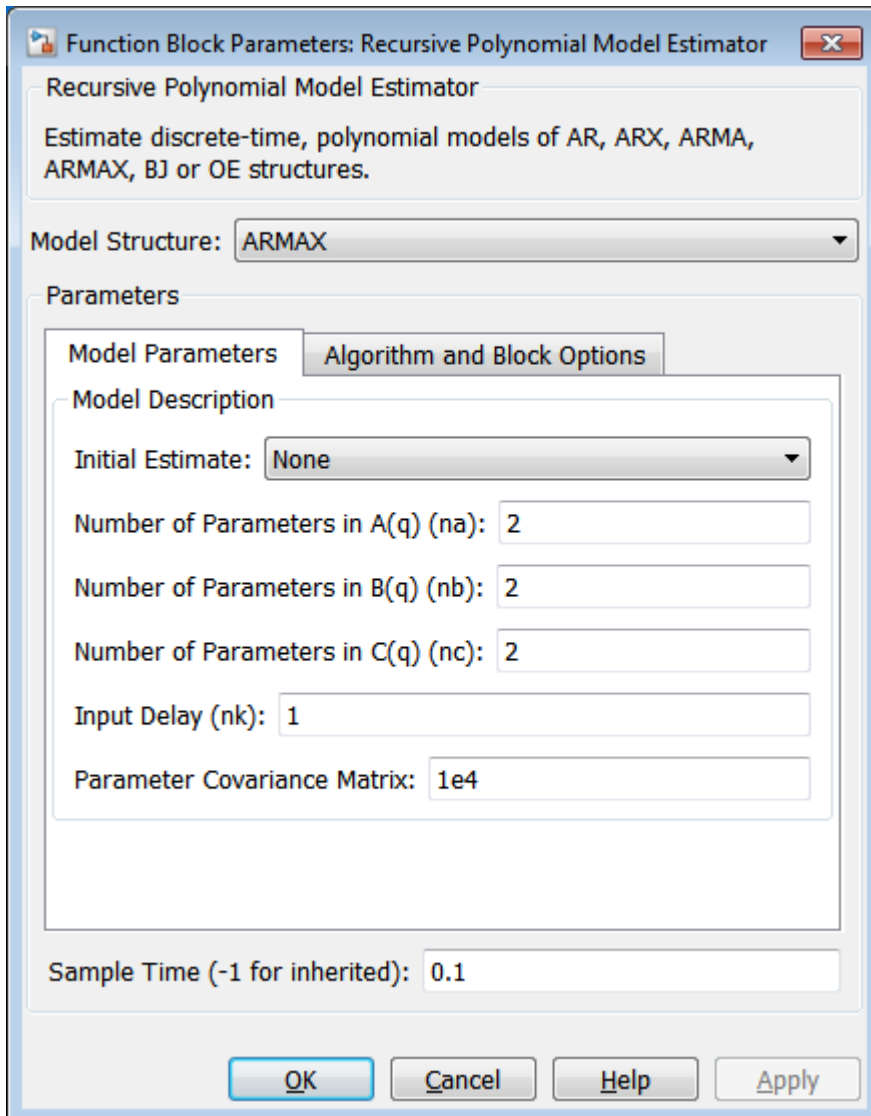 Function Block Parameters: Recursive Polynomial Model Estimator
Recursive Polynomial Model Estimator
Estimate discrete-time, polynomial models of AR, ARX, ARMA,
ARMAX, BJ or OE structures.
Model Structure: ARMAX
Parameters
Model Parameters Algorithm and Block Options
Model Description
Initial Estimate: None
Number of Parameters in A(q) (na): 2
Number of Parameters in B(q) (nb): 2
Number of Parameters in C(q) (nc): 2
Input Delay (nk): 1
Parameter Covariance Matrix: 1e4
Sample Time (-1 for inherited): 0.1
OK Cancel Help Apply